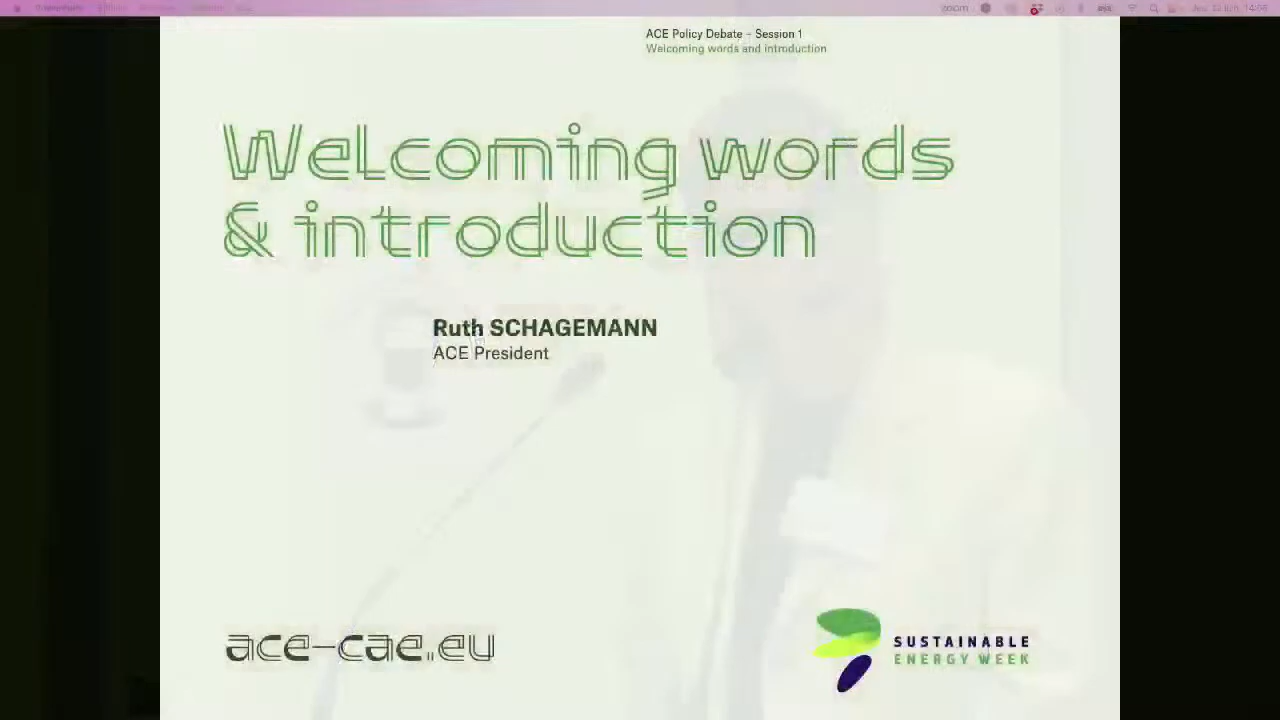 zoom
ACE Policy Debate – Session 1
Welcoming words and introduction
Welcoming words
& introduction
Ruth SCHAGEMANN
ACE President
ace-cae.eu
SUSTAINABLE
ENERGY WEEK